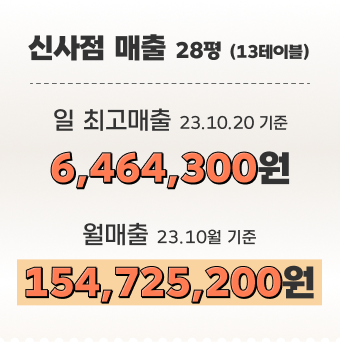 신사점 매출 28평 (13테이블)
일 최고매출 23.10.20 기준
6,464,300원
월매출 23.10월 기준
154,725,200원